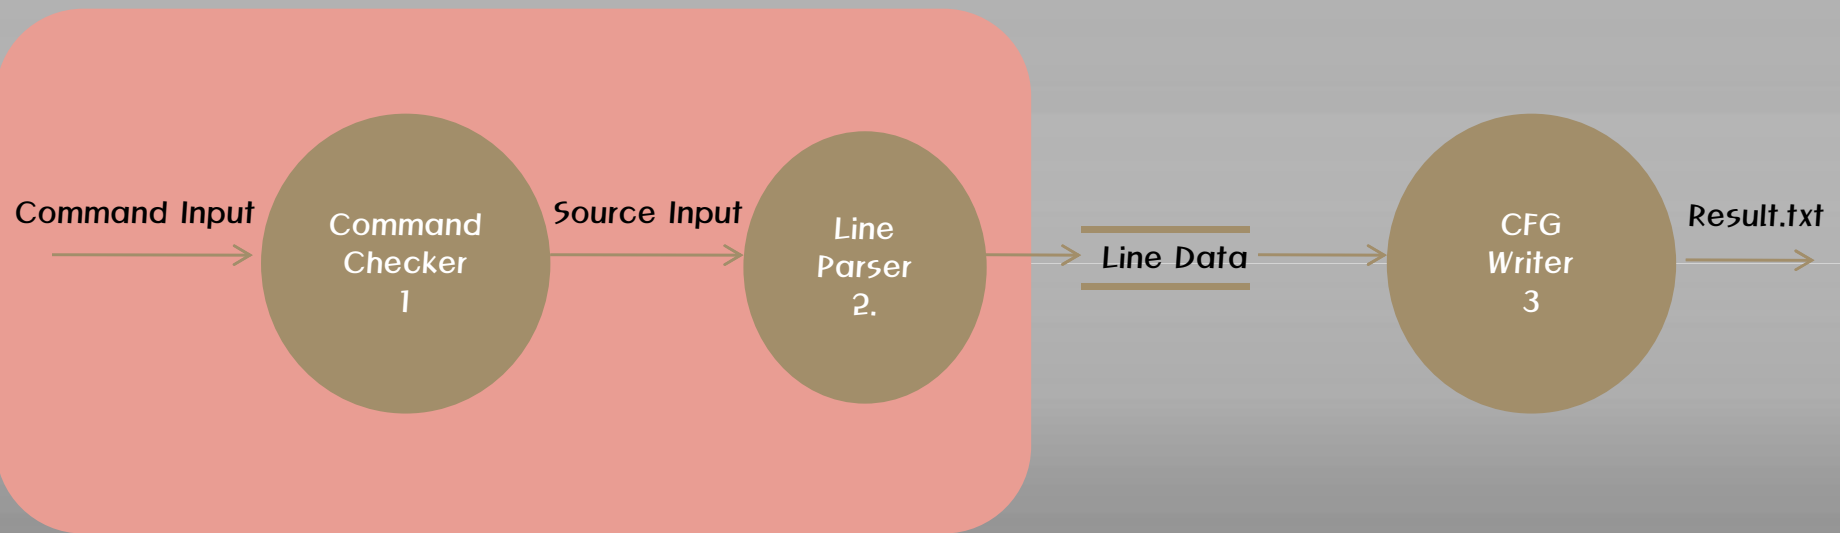 Command Input
Command
Checker
1
Source Input
Line
Parser
2.
Line Data
CFG
Writer
3
Result.txt